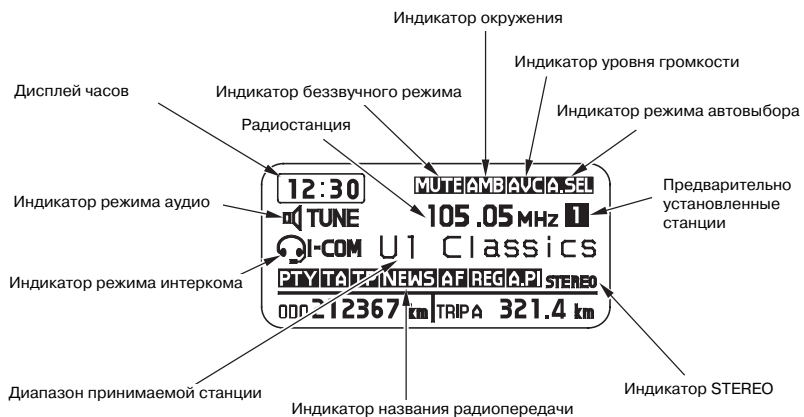 Индикатор окружения
Индикатор уровня громкости
Дисплей часов
Индикатор беззвучного режима
Индикатор режима автовыбора
Радиостанция
12:30 MUTE AMB AVC A.SEL
Предварительно
установленные
станции
Индикатор режима аудио
TUNE 105.05 MHz 1
I-COM U1 Classics
Индикатор режима интеркома
PTY TA TP NEWS AF REG A.PI STEREO
ODO 212367 km TRIP A 321.4 km
Диапазон принимаемой станции
Индикатор STEREO
Индикатор названия радиопередачи